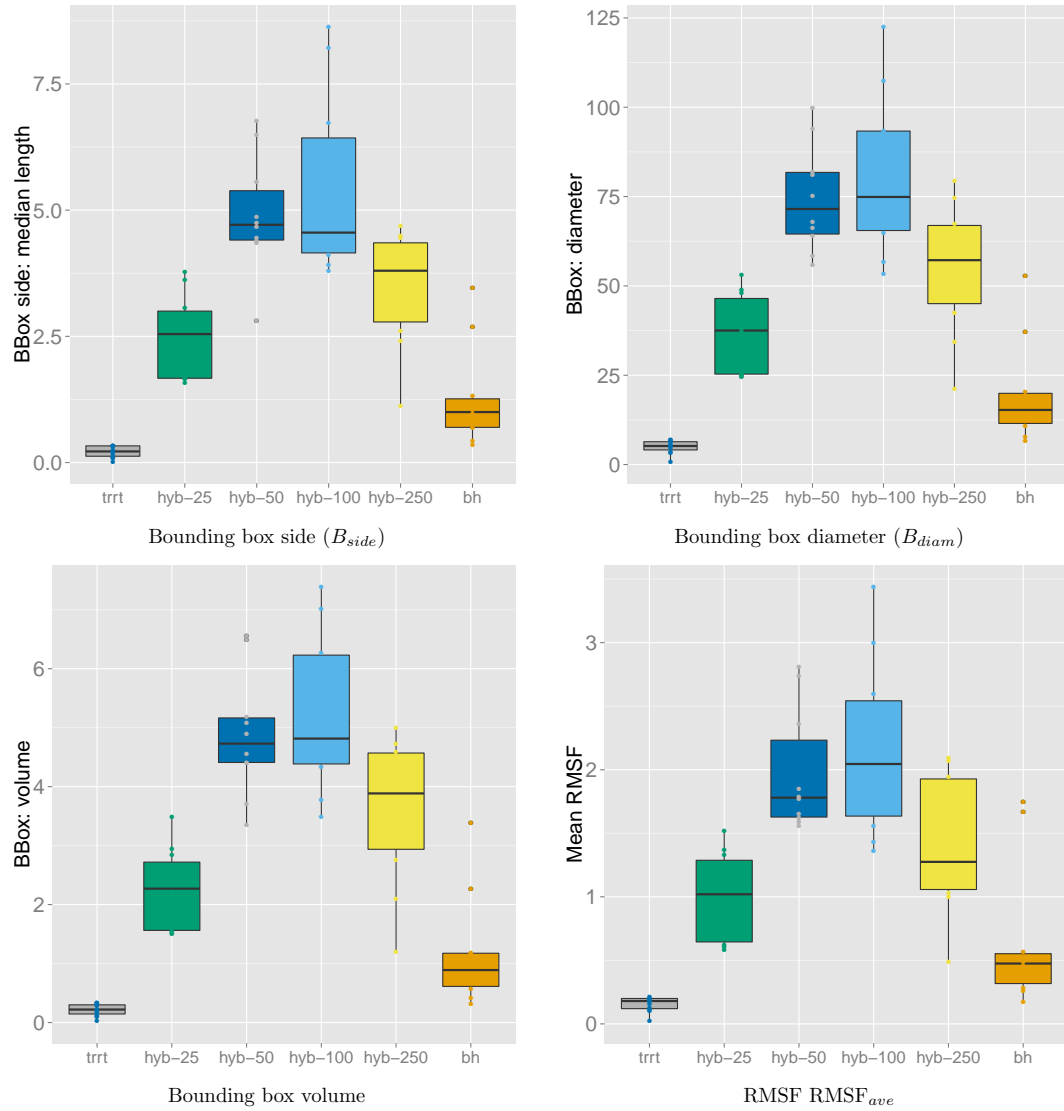 BBox side: median length
7.5
5.0
2.5
0.0
trrt hyb−25 hyb−50 hyb−100 hyb−250 bh
Bounding box side (B_side)
BBox: diameter
125
100
75
50
25
0
trrt hyb−25 hyb−50 hyb−100 hyb−250 bh
Bounding box diameter (B_diam)
BBox: volume
6
4
2
0
trrt hyb−25 hyb−50 hyb−100 hyb−250 bh
Bounding box volume
Mean RMSF
3
2
1
0
trrt hyb−25 hyb−50 hyb−100 hyb−250 bh
RMSF RMSF_ave